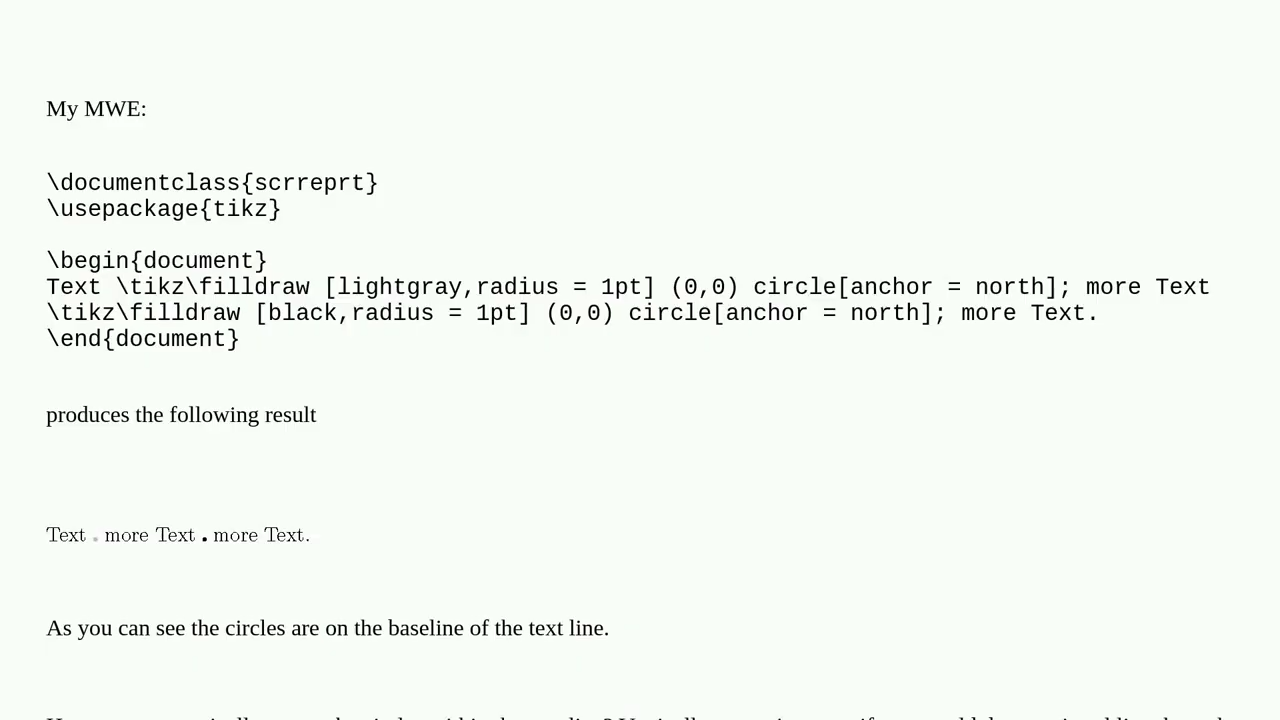 My MWE:
\documentclass{scrreprt}
\usepackage{tikz}
\begin{document}
Text \tikz\filldraw [lightgray,radius = 1pt] (0,0) circle[anchor = north]; more Text
\tikz\filldraw [black,radius = 1pt] (0,0) circle[anchor = north]; more Text.
\end{document}
produces the following result
Text . more Text . more Text.
As you can see the circles are on the baseline of the text line.